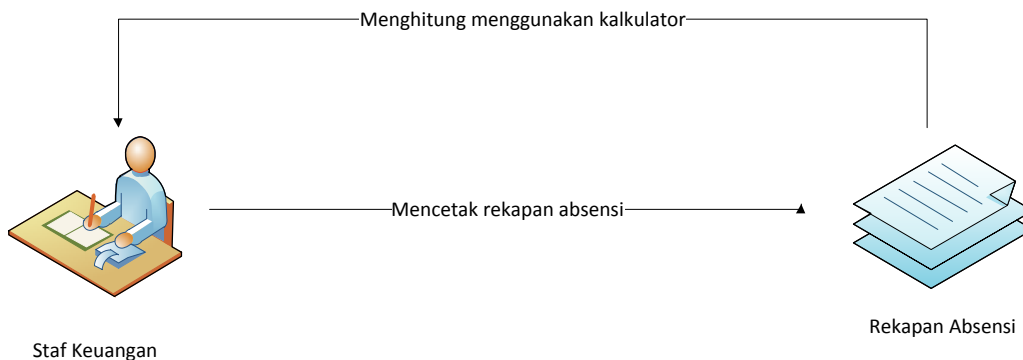 Menghitung menggunakan kalkulator
Mencetak rekapan absensi
Rekapan Absensi
Staf Keuangan